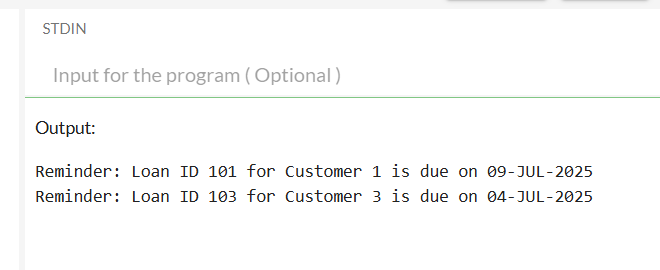 STDIN
Input for the program ( Optional )
Output:
Reminder: Loan ID 101 for Customer 1 is due on 09-JUL-2025
Reminder: Loan ID 103 for Customer 3 is due on 04-JUL-2025